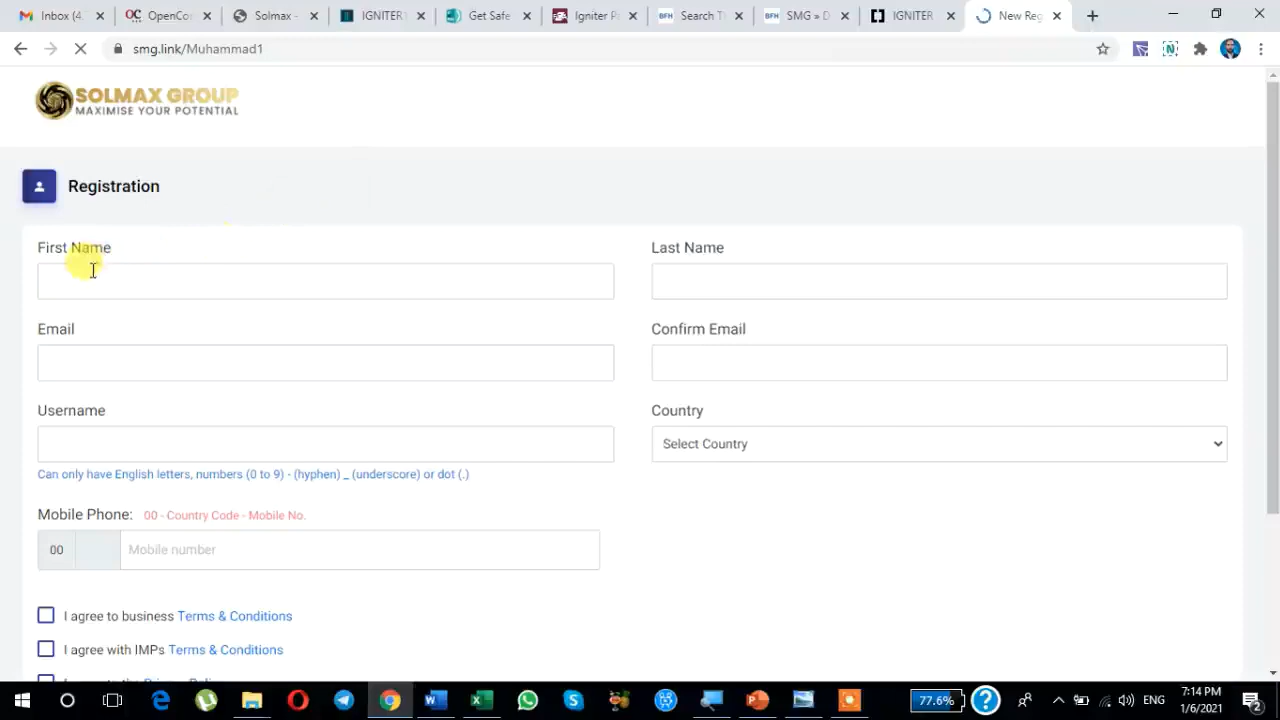 Inbox (4
OpenCo
Solmax -
IGNITER
Get Safe
Igniter P
Search T
SMG » D
IGNITER
New Reg
smg.link/Muhammad1
SOLMAX GROUP
MAXIMISE YOUR POTENTIAL
Registration
First Name
Last Name
Email
Confirm Email
Username
Country
Select Country
Can only have English letters, numbers (0 to 9) - (hyphen) _ (underscore) or dot (.)
Mobile Phone: 00 - Country Code - Mobile No.
00
Mobile number
I agree to business Terms & Conditions
I agree with IMPs Terms & Conditions
77.6%
ENG
7:14 PM
1/6/2021
2